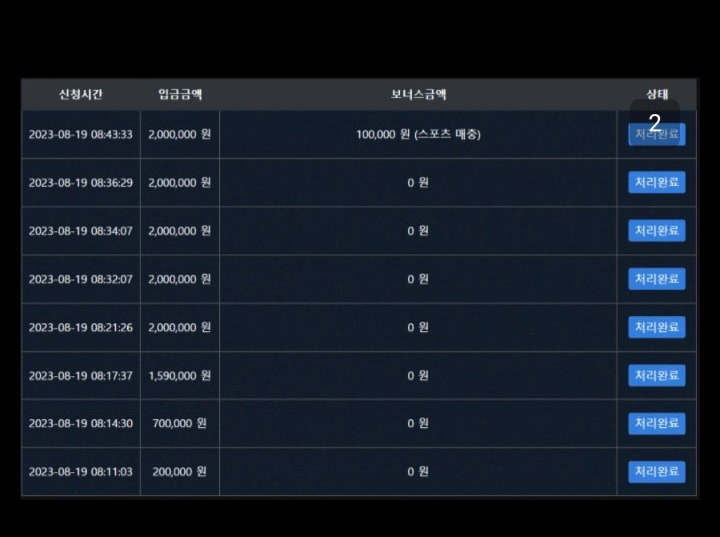 신청시간 입금금액 보너스금액 상태
2
2023-08-19 08:43:33 2,000,000 원 100,000 원 (스포츠 매충) 처리완료
2023-08-19 08:36:29 2,000,000 원 0 원 처리완료
2023-08-19 08:34:07 2,000,000 원 0 원 처리완료
2023-08-19 08:32:07 2,000,000 원 0 원 처리완료
2023-08-19 08:21:26 2,000,000 원 0 원 처리완료
2023-08-19 08:17:37 1,590,000 원 0 원 처리완료
2023-08-19 08:14:30 700,000 원 0 원 처리완료
2023-08-19 08:11:03 200,000 원 0 원 처리완료